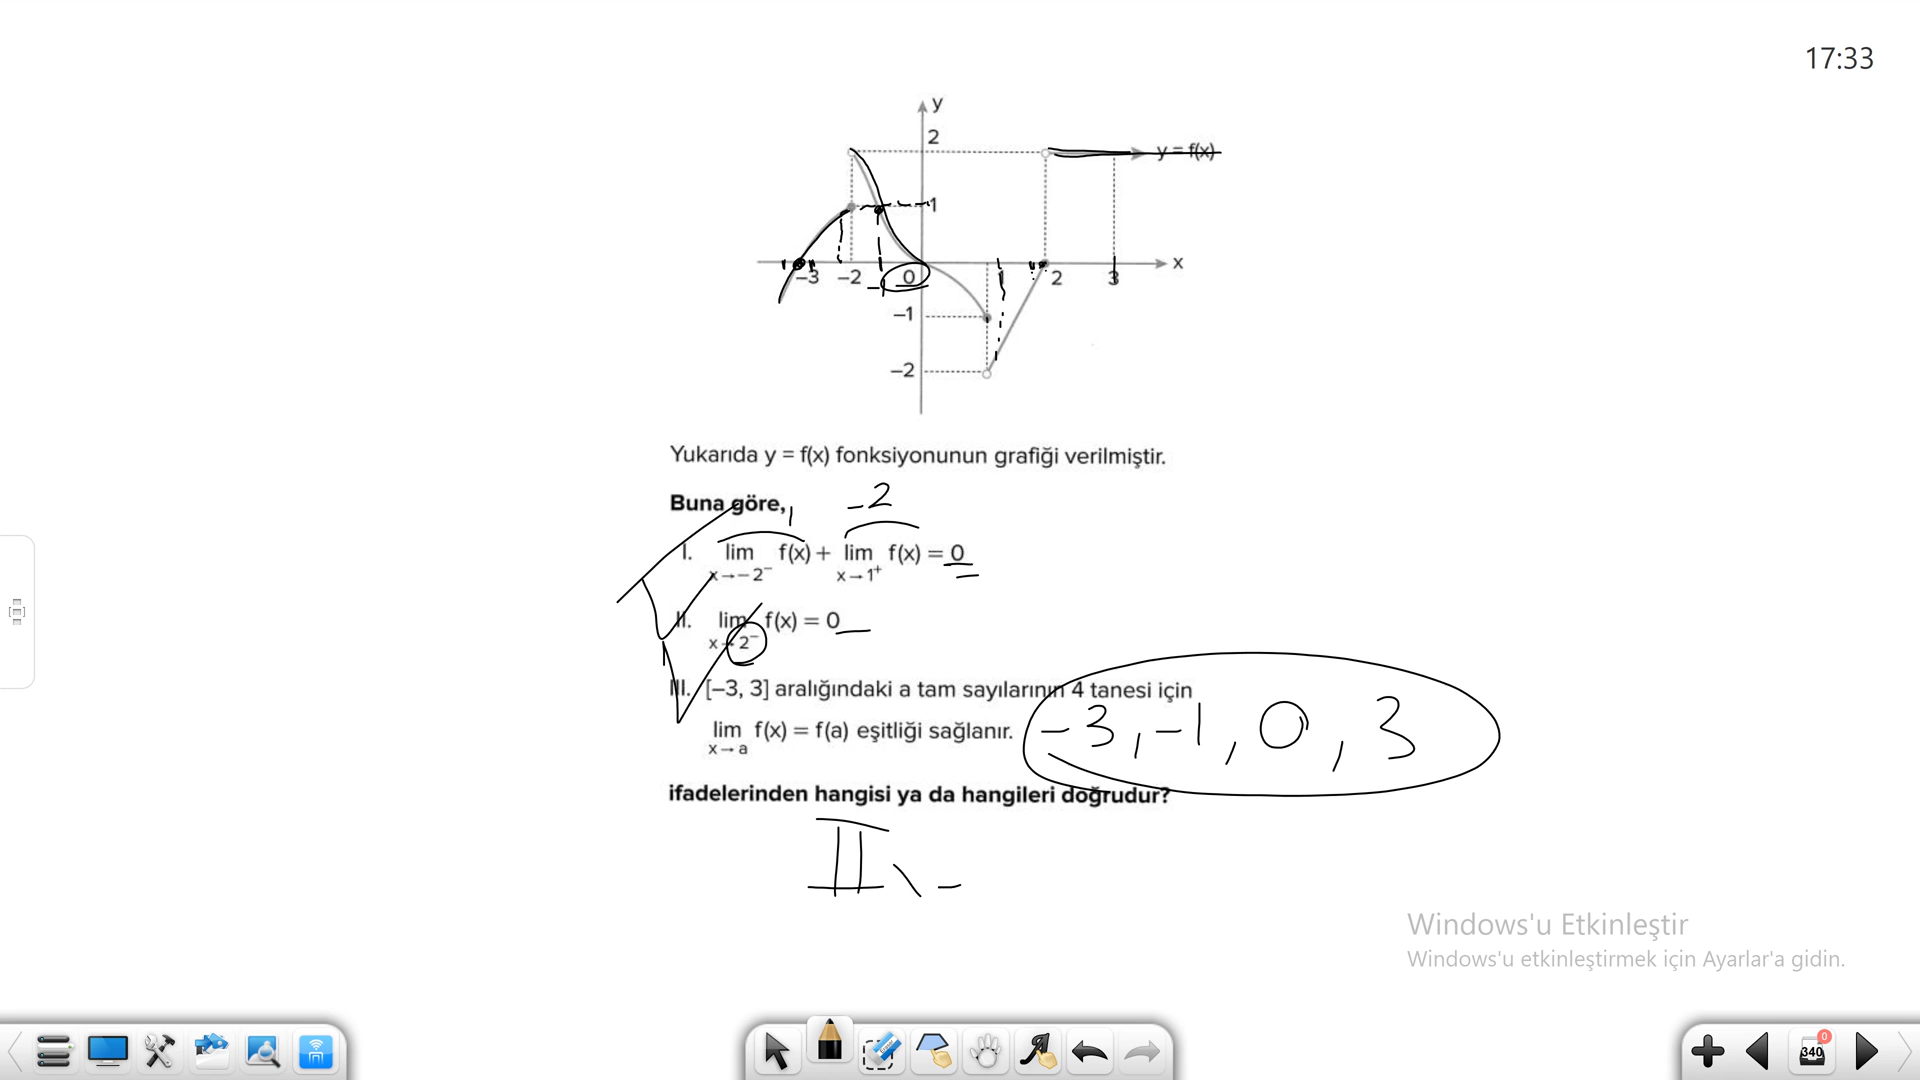 17:33
y
2
y = f(x)
1
-3 -2 -1 0 1 2 3 x
-1
-2
Yukarıda y = f(x) fonksiyonunun grafiği verilmiştir.
-2
Buna göre, 1
I. lim f(x) + lim f(x) = 0
x→-2⁻ x→1⁺
II. lim f(x) = 0
x→2⁻
III. [-3, 3] aralığındaki a tam sayılarının 4 tanesi için
lim f(x) = f(a) eşitliği sağlanır. -3, -1, 0, 3
x→a
ifadelerinden hangisi ya da hangileri doğrudur?
II
Windows'u Etkinleştir
Windows'u etkinleştirmek için Ayarlar'a gidin.
0
340